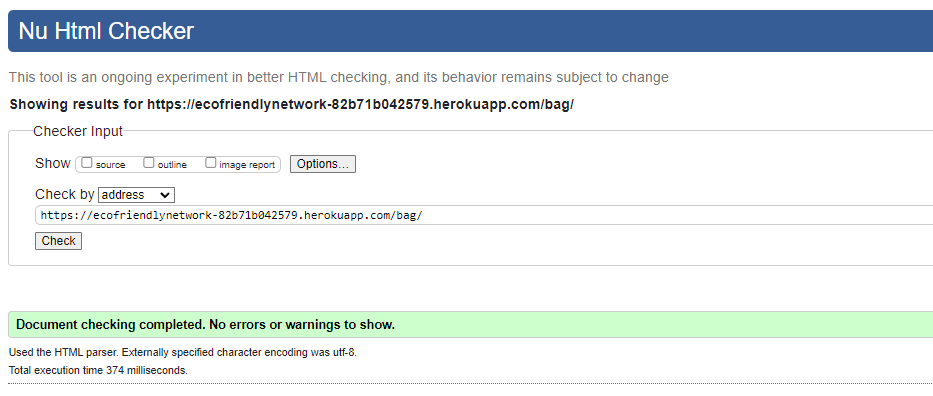 Nu Html Checker
This tool is an ongoing experiment in better HTML checking, and its behavior remains subject to change
Showing results for https://ecofriendlynetwork-82b71b042579.herokuapp.com/bag/
Checker Input
Show source outline image report Options...
Check by address
https://ecofriendlynetwork-82b71b042579.herokuapp.com/bag/
Check
Document checking completed. No errors or warnings to show.
Used the HTML parser. Externally specified character encoding was utf-8.
Total execution time 374 milliseconds.